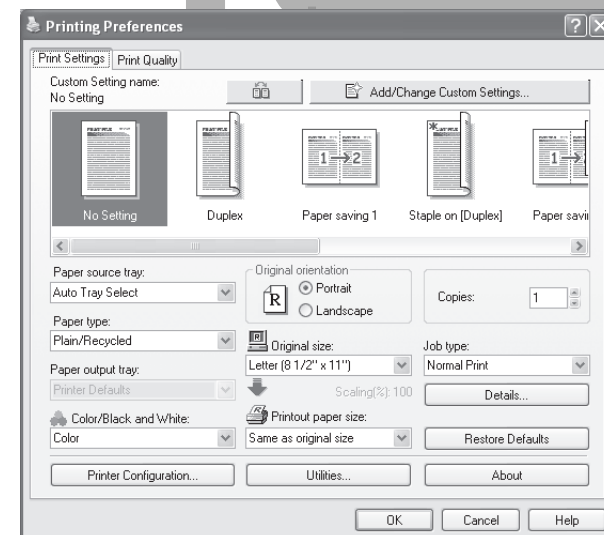 Printing Preferences
Print Settings Print Quality
Custom Setting name:
No Setting
Add/Change Custom Settings...
1 2
1
No Setting Duplex Paper saving 1 Staple on [Duplex] Paper savi
Paper source tray:
Auto Tray Select
Paper type:
Plain/Recycled
Paper output tray:
Printer Defaults
Color/Black and White:
Color
Original orientation
R
Portrait
Landscape
Original size:
Letter (8 1/2" x 11")
Scaling(%): 100
Printout paper size:
Same as original size
Copies: 1
Job type:
Normal Print
Details...
Restore Defaults
Printer Configuration... Utilities... About
OK Cancel Help